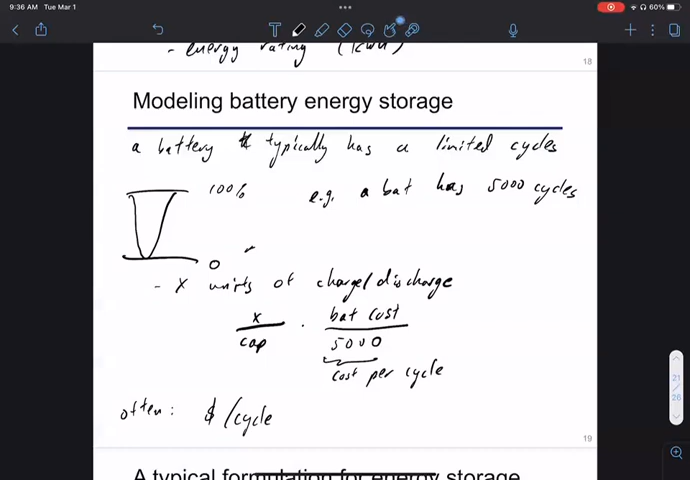 9:36 AM Tue Mar 1
60%
- energy rating (kWh)
18
Modeling battery energy storage
a battery typically has a limited cycles
100% e.g. a bat has 5000 cycles
0
- x units of charge/discharge
x / cap · bat cost / 5000
cost per cycle
often: $/cycle
19
A typical formulation for energy storage
21
26